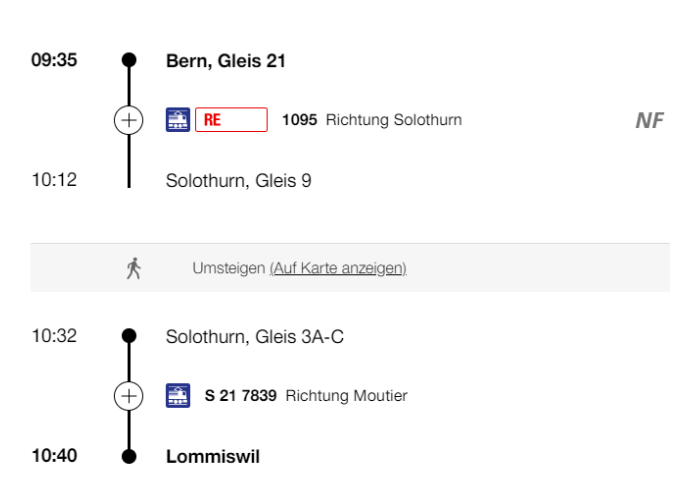 09:35 Bern, Gleis 21
RE 1095 Richtung Solothurn NF
10:12 Solothurn, Gleis 9
Umsteigen (Auf Karte anzeigen)
10:32 Solothurn, Gleis 3A-C
S 21 7839 Richtung Moutier
10:40 Lommiswil